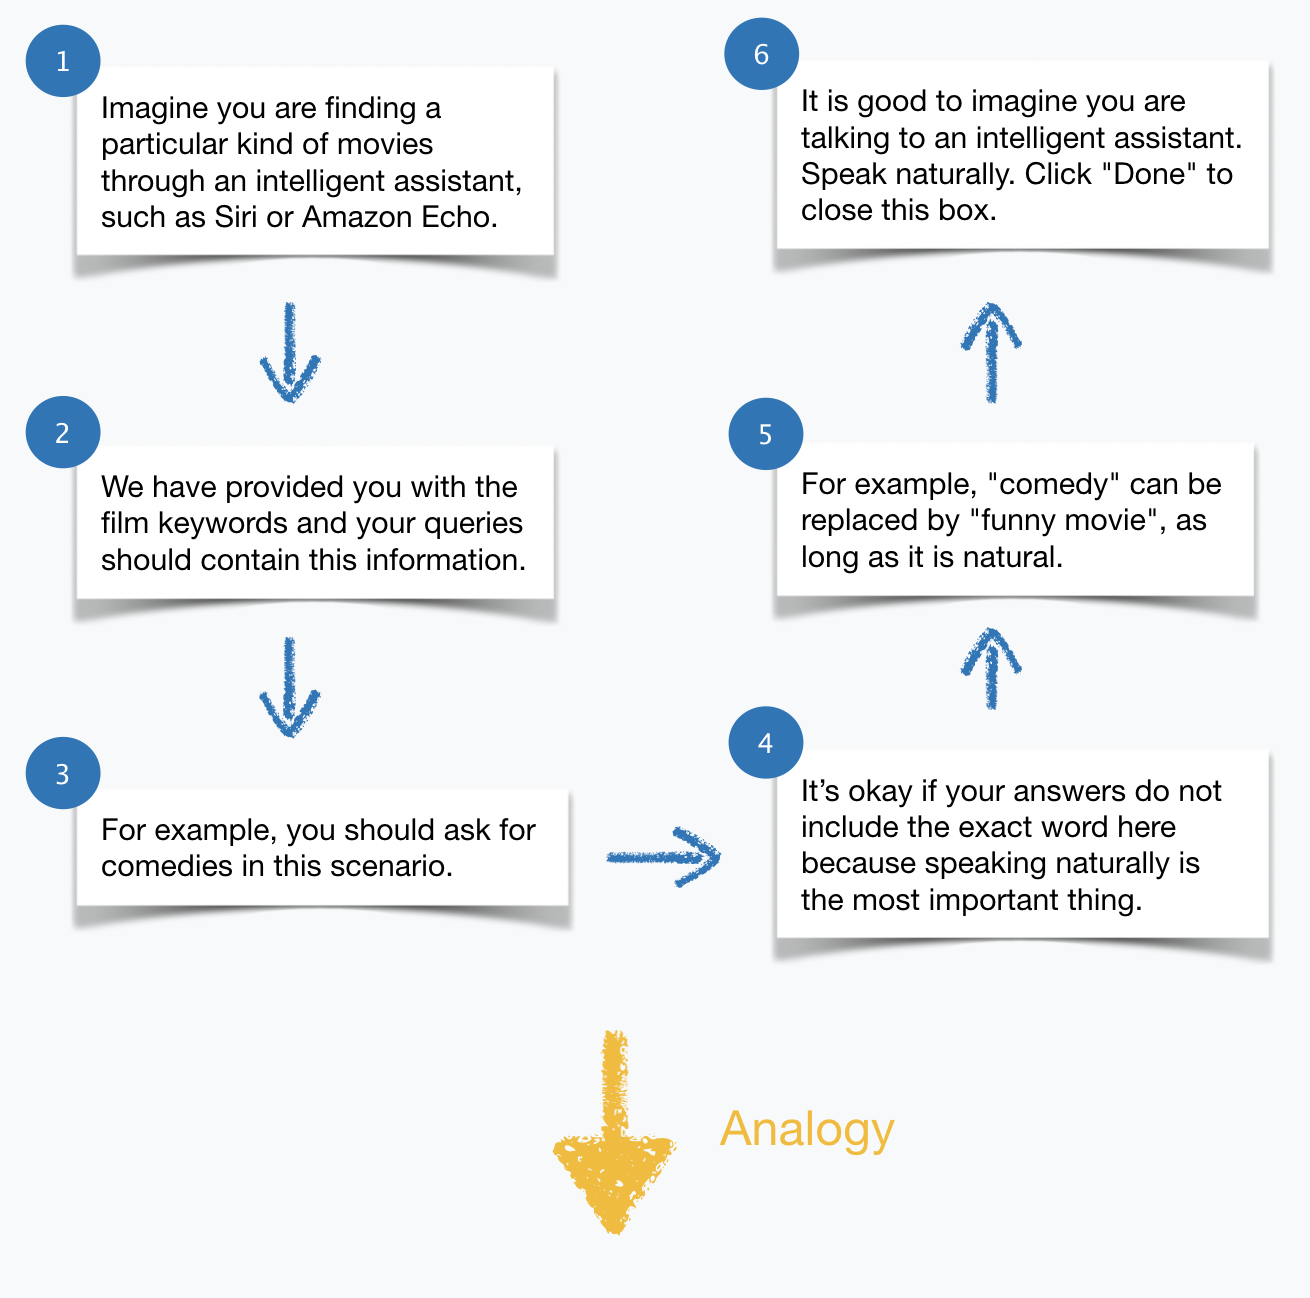 1
Imagine you are finding a
particular kind of movies
through an intelligent assistant,
such as Siri or Amazon Echo.
2
We have provided you with the
film keywords and your queries
should contain this information.
3
For example, you should ask for
comedies in this scenario.
4
It’s okay if your answers do not
include the exact word here
because speaking naturally is
the most important thing.
5
For example, "comedy" can be
replaced by "funny movie", as
long as it is natural.
6
It is good to imagine you are
talking to an intelligent assistant.
Speak naturally. Click "Done" to
close this box.
Analogy